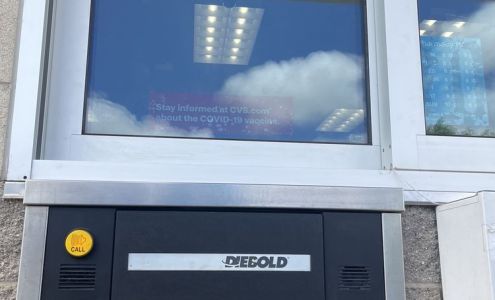 Stay informed at CVS.com
about the COVID-19 vaccine.
CALL
DIEBOLD